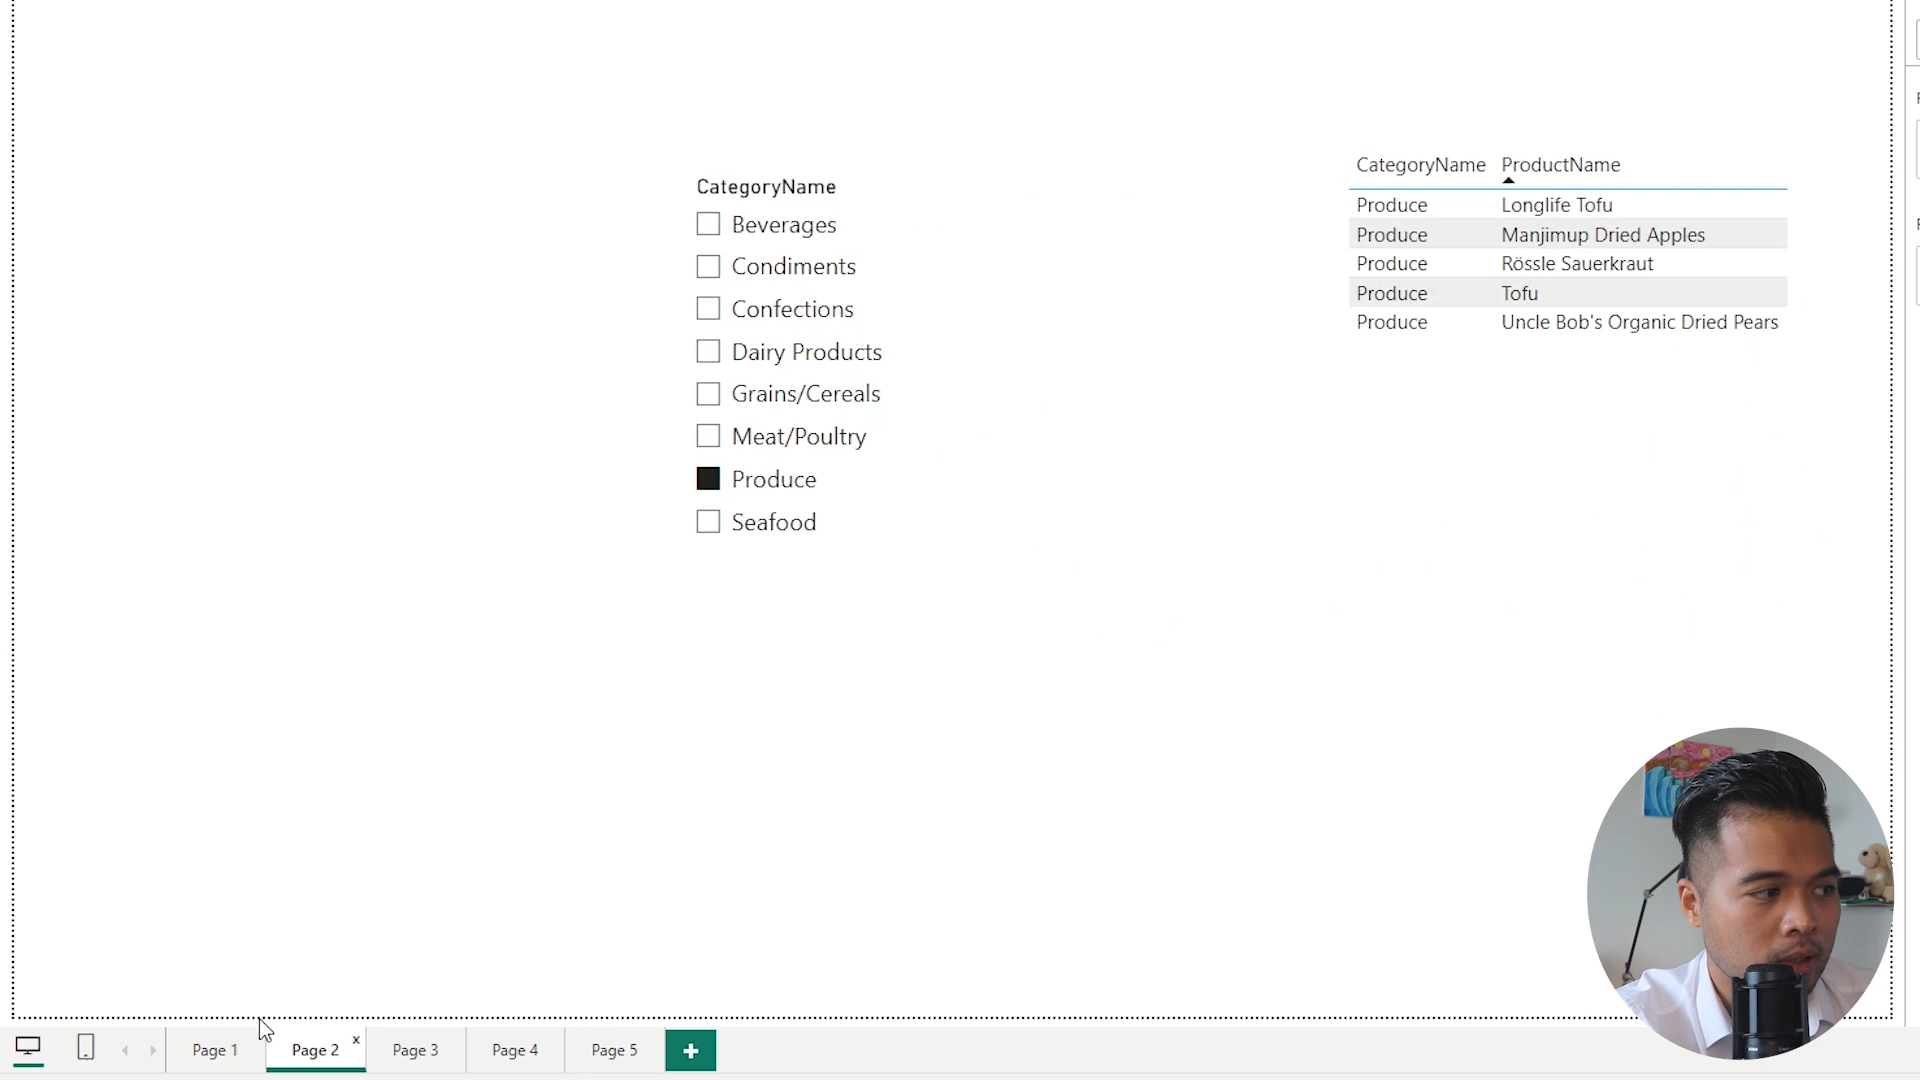 CategoryName
Beverages
Condiments
Confections
Dairy Products
Grains/Cereals
Meat/Poultry
Produce
Seafood
CategoryName ProductName
Produce Longlife Tofu
Produce Manjimup Dried Apples
Produce Rössle Sauerkraut
Produce Tofu
Produce Uncle Bob's Organic Dried Pears
Page 1 Page 2 x Page 3 Page 4 Page 5 +